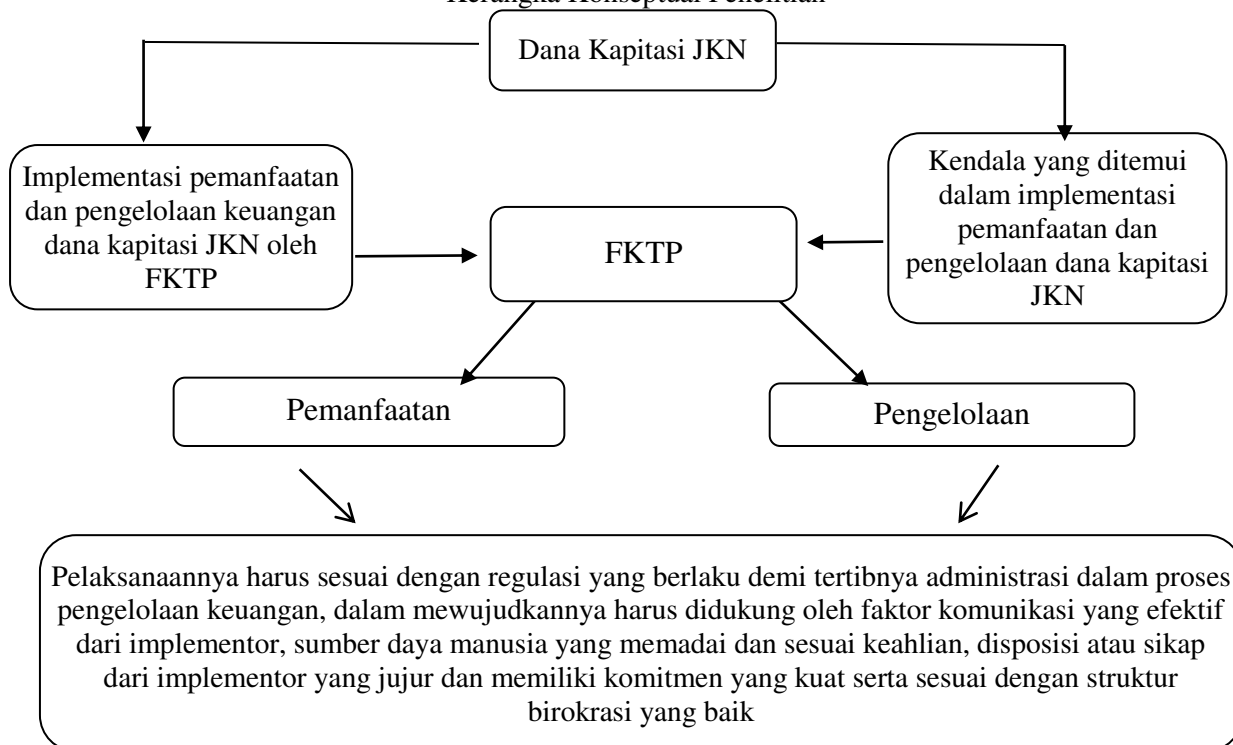 Kerangka Konseptual Penelitian
Dana Kapitasi JKN
Implementasi pemanfaatan
dan pengelolaan keuangan
dana kapitasi JKN oleh
FKTP
FKTP
Kendala yang ditemui
dalam implementasi
pemanfaatan dan
pengelolaan dana kapitasi
JKN
Pemanfaatan
Pengelolaan
Pelaksanaannya harus sesuai dengan regulasi yang berlaku demi tertibnya administrasi dalam proses
pengelolaan keuangan, dalam mewujudkannya harus didukung oleh faktor komunikasi yang efektif
dari implementor, sumber daya manusia yang memadai dan sesuai keahlian, disposisi atau sikap
dari implementor yang jujur dan memiliki komitmen yang kuat serta sesuai dengan struktur
birokrasi yang baik